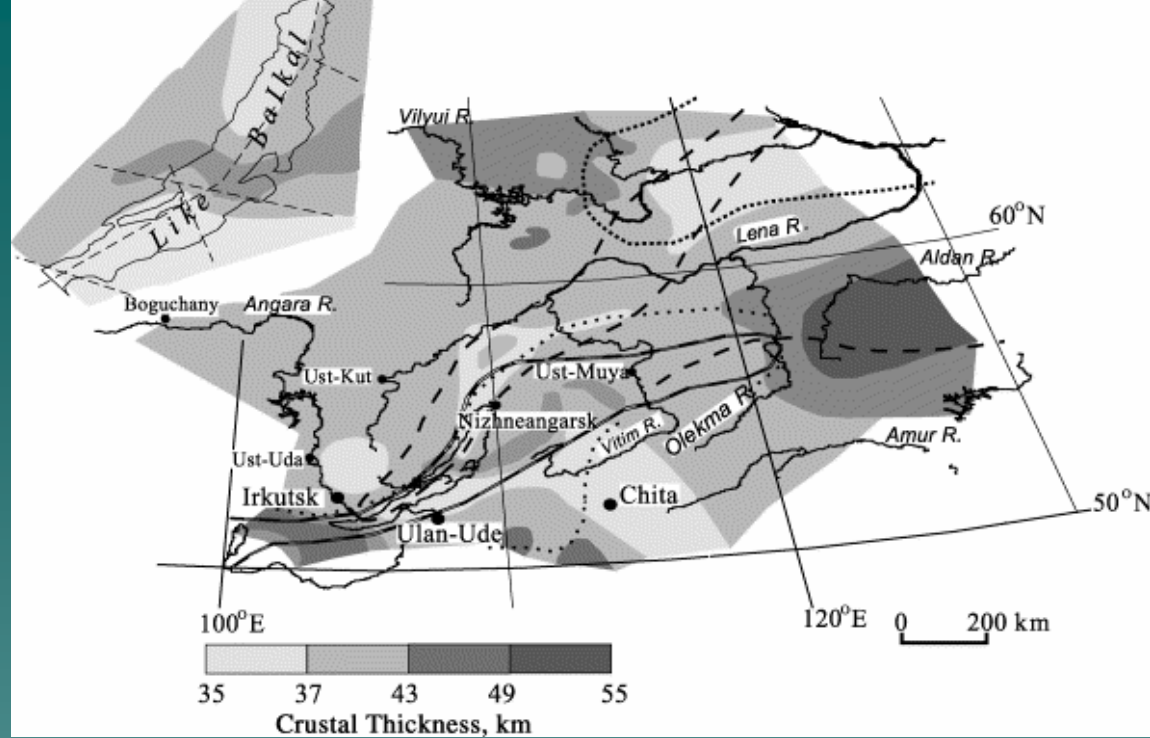 BaIkal
Like
Vilyui R.
60°N
Lena R.
Aldan R.
Boguchany
Angara R.
Ust-Kut
Ust-Muya
Nizhneangarsk
Vitim R.
Olekma R.
Amur R.
Ust-Uda
Irkutsk
Chita
50°N
Ulan-Ude
100°E
120°E
0 200 km
35 37 43 49 55
Crustal Thickness, km